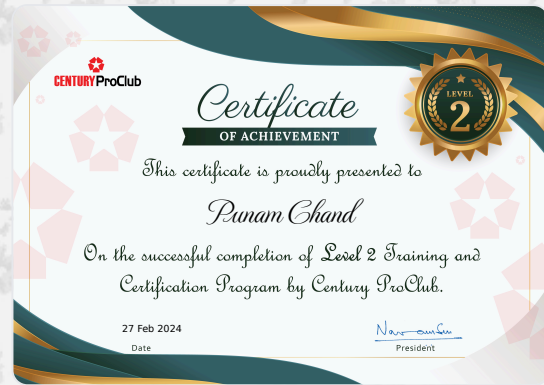 CENTURY ProClub
LEVEL
2
Certificate
OF ACHIEVEMENT
This certificate is proudly presented to
Punam Chand
On the successful completion of Level 2 Training and
Certification Program by Century ProClub.
27 Feb 2024
Date
President